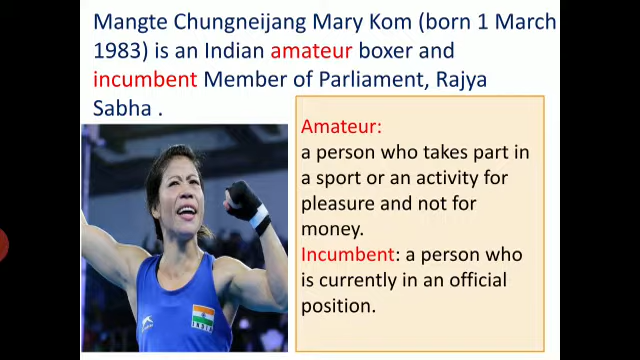 Mangte Chungneijang Mary Kom (born 1 March
1983) is an Indian amateur boxer and
incumbent Member of Parliament, Rajya
Sabha .
Amateur:
a person who takes part in
a sport or an activity for
pleasure and not for
money.
Incumbent: a person who
is currently in an official
position.
INDIA